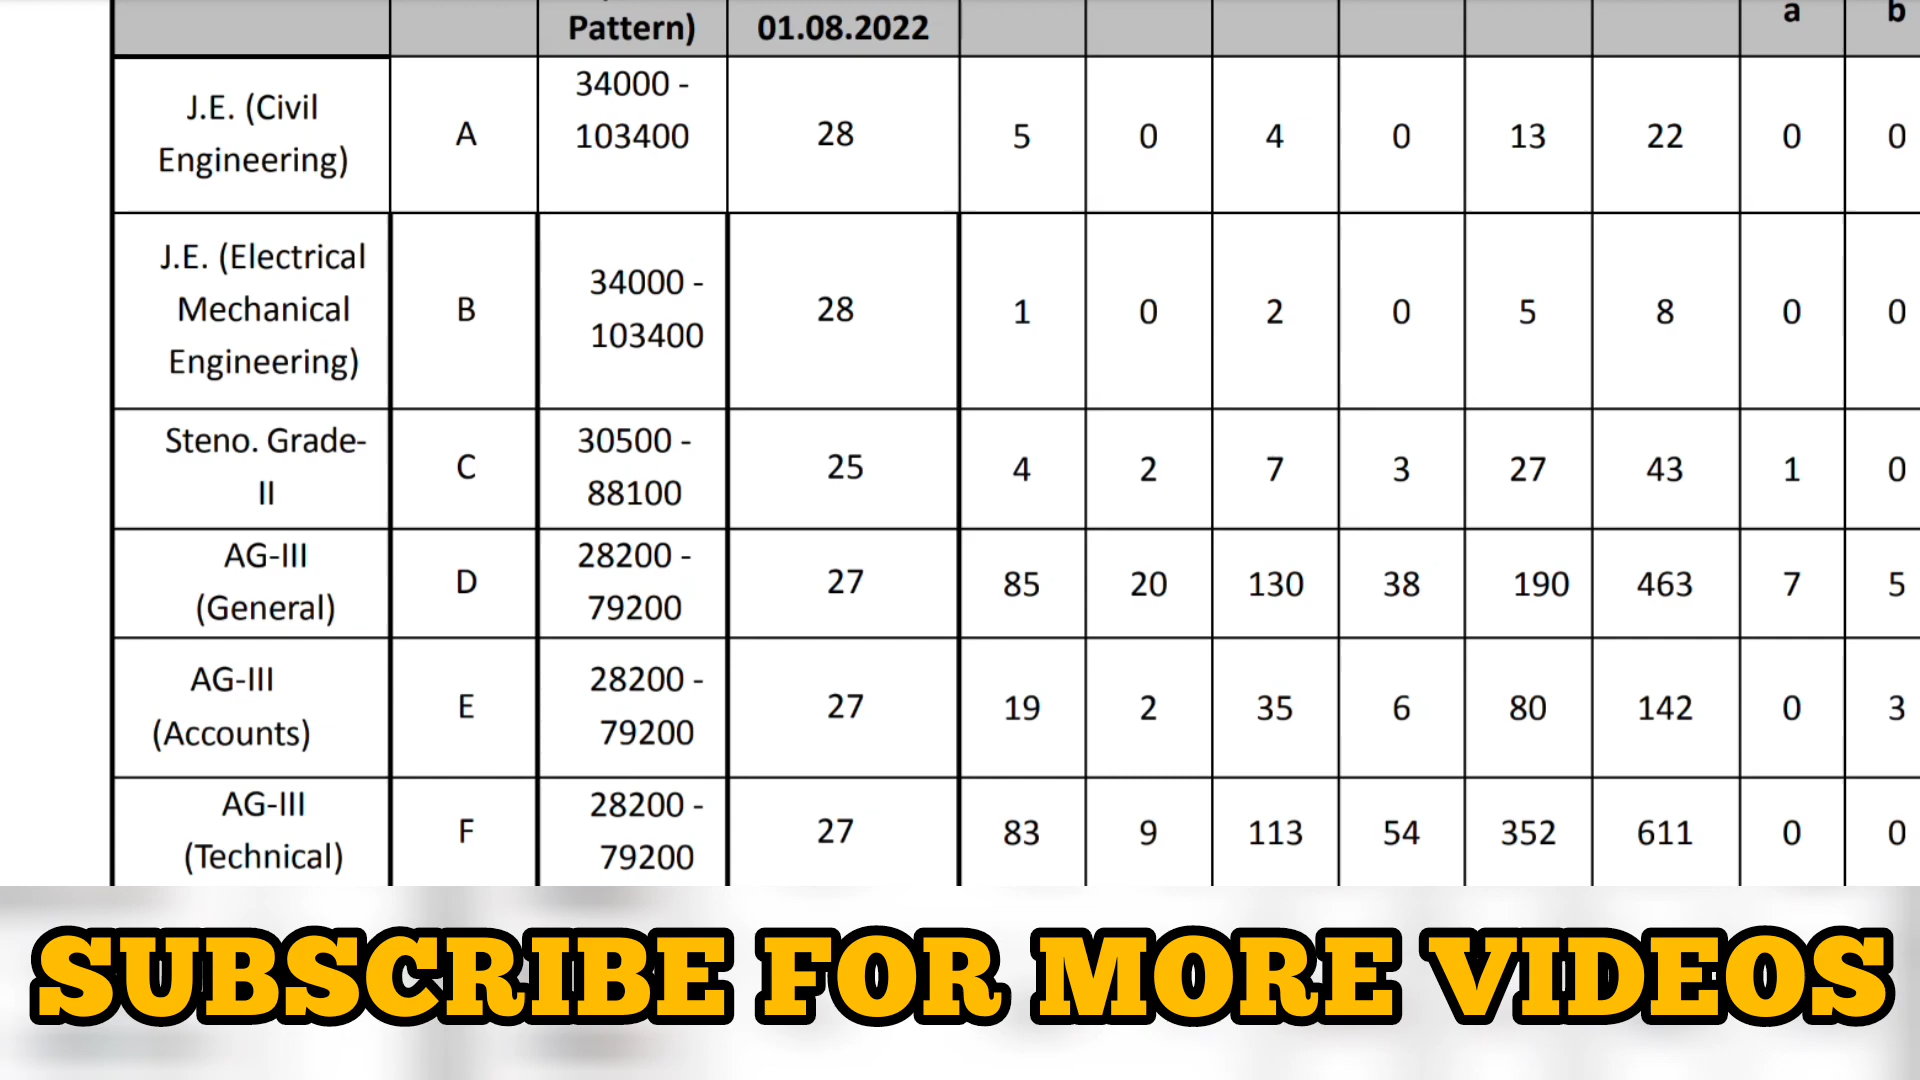 Pattern) 01.08.2022 a b
J.E. (Civil Engineering) A 34000 - 103400 28 5 0 4 0 13 22 0 0
J.E. (Electrical Mechanical Engineering) B 34000 - 103400 28 1 0 2 0 5 8 0 0
Steno. Grade-II C 30500 - 88100 25 4 2 7 3 27 43 1 0
AG-III (General) D 28200 - 79200 27 85 20 130 38 190 463 7 5
AG-III (Accounts) E 28200 - 79200 27 19 2 35 6 80 142 0 3
AG-III (Technical) F 28200 - 79200 27 83 9 113 54 352 611 0 0
SUBSCRIBE FOR MORE VIDEOS